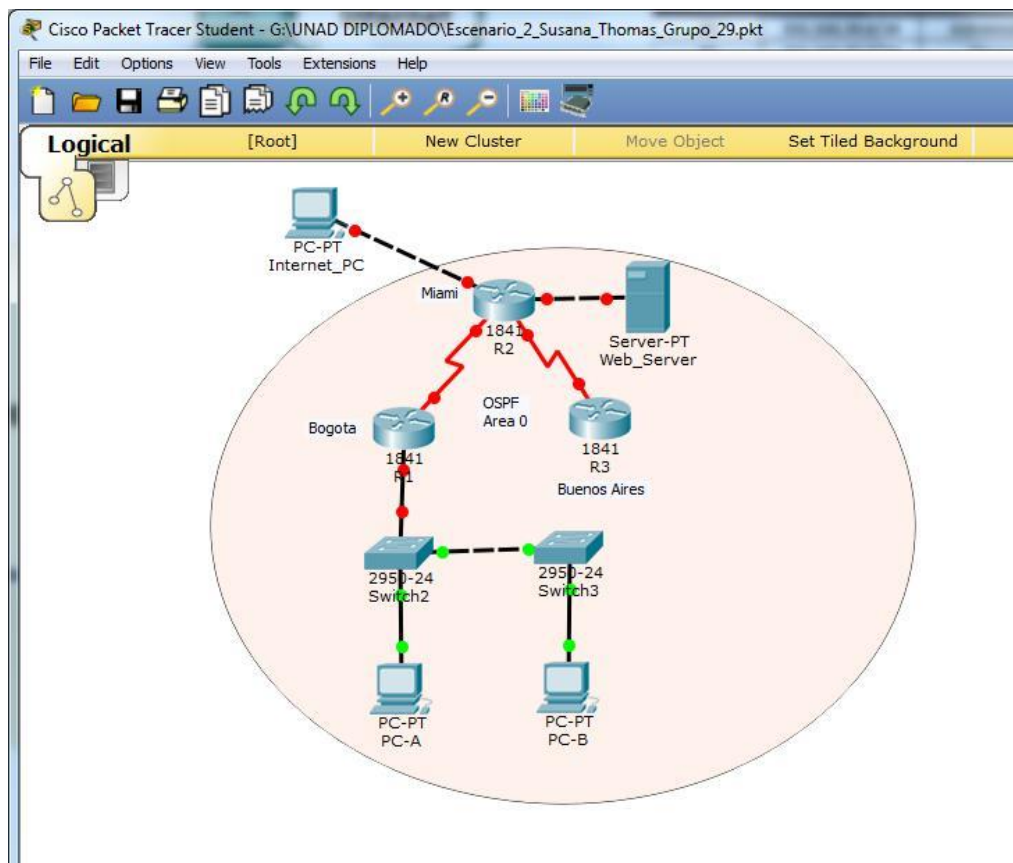 Cisco Packet Tracer Student - G:\UNAD DIPLOMADO\Escenario_2_Susana_Thomas_Grupo_29.pkt
File Edit Options View Tools Extensions Help
Logical [Root] New Cluster Move Object Set Tiled Background
PC-PT
Internet_PC
Miami
1841
R2
Server-PT
Web_Server
OSPF
Area 0
Bogota
1841
R1
1841
R3
Buenos Aires
2950-24
Switch2
2950-24
Switch3
PC-PT
PC-A
PC-PT
PC-B